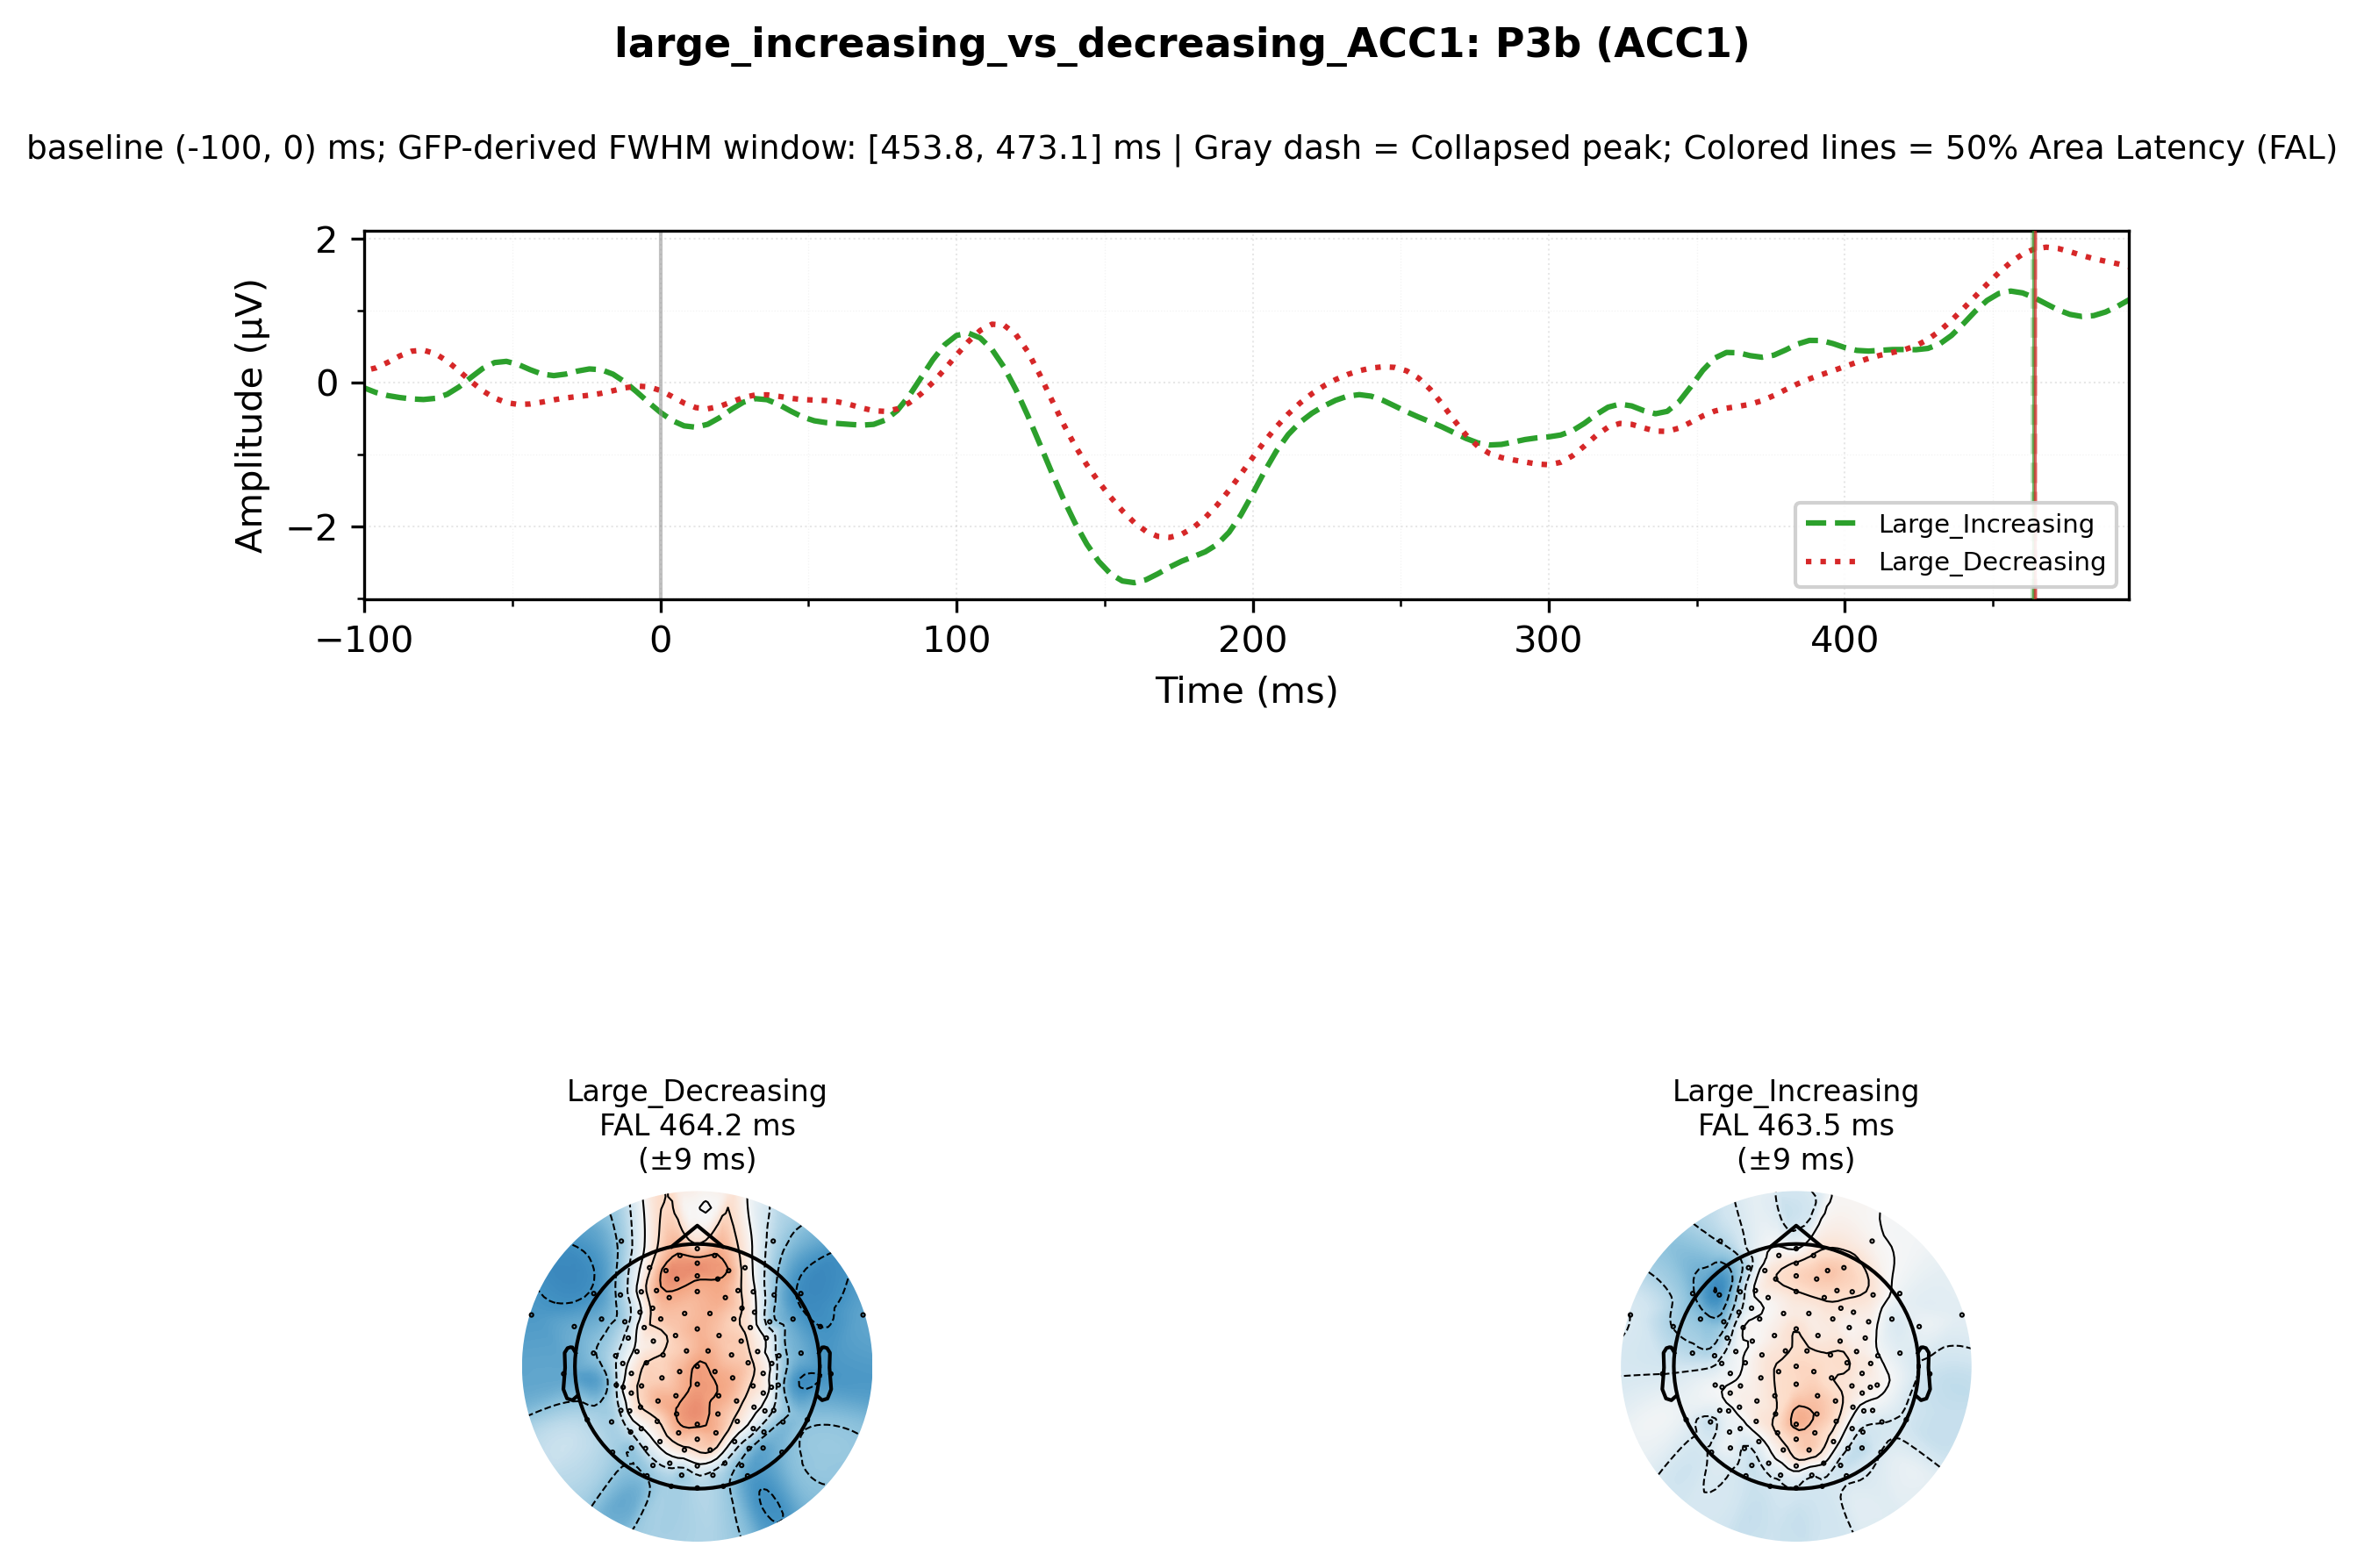 large_increasing_vs_decreasing_ACC1: P3b (ACC1)
baseline (-100, 0) ms; GFP-derived FWHM window: [453.8, 473.1] ms | Gray dash = Collapsed peak; Colored lines = 50% Area Latency (FAL)
Amplitude (µV)
2
0
−2
Large_Increasing
Large_Decreasing
−100 0 100 200 300 400
Time (ms)
Large_Decreasing
FAL 464.2 ms
(±9 ms)
Large_Increasing
FAL 463.5 ms
(±9 ms)